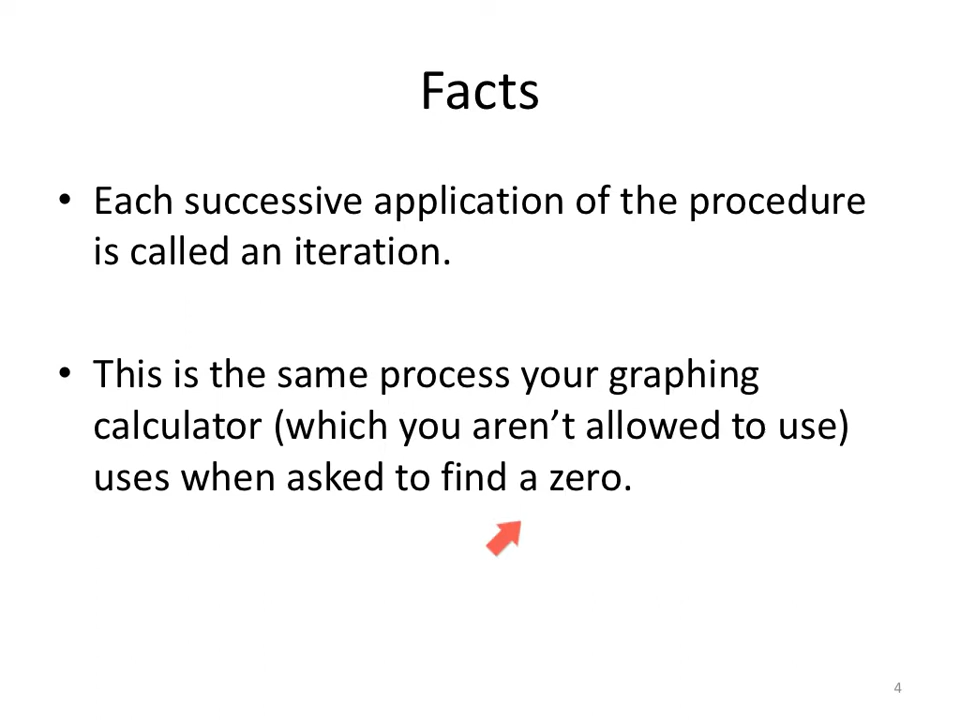 Facts
• Each successive application of the procedure
is called an iteration.
• This is the same process your graphing
calculator (which you aren’t allowed to use)
uses when asked to find a zero.
4